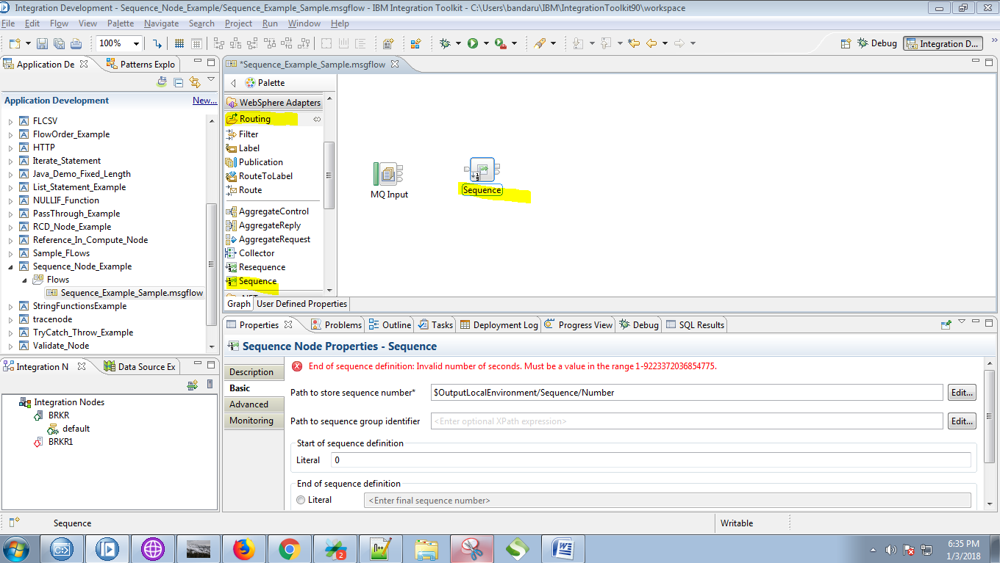 Integration Development - Sequence_Node_Example/Sequence_Example_Sample.msgflow - IBM Integration Toolkit - C:\Users\bandaru\IBM\IntegrationToolkit90\workspace
File Edit Flow View Palette Navigate Search Project Run Window Help
100% Debug Integration D...
Application De Patterns Explo
Application Development New...
FLCSV
FlowOrder_Example
HTTP
Iterate_Statement
Java_Demo_Fixed_Length
List_Statement_Example
NULLIF_Function
PassThrough_Example
RCD_Node_Example
Reference_In_Compute_Node
Sample_FLows
Sequence_Node_Example
Flows
Sequence_Example_Sample.msgflow
StringFunctionsExample
tracenode
TryCatch_Throw_Example
Validate_Node
Integration N Data Source Ex
Integration Nodes
BRKR
default
BRKR1
*Sequence_Example_Sample.msgflow
Palette
WebSphere Adapters
Routing
Filter
Label
Publication
RouteToLabel
Route
AggregateControl
AggregateReply
AggregateRequest
Collector
Resequence
Sequence
MQ Input
Sequence
Graph User Defined Properties
Properties Problems Outline Tasks Deployment Log Progress View Debug SQL Results
Sequence Node Properties - Sequence
Description
Basic
Advanced
Monitoring
End of sequence definition: Invalid number of seconds. Must be a value in the range 1-9223372036854775.
Path to store sequence number* $OutputLocalEnvironment/Sequence/Number Edit...
Path to sequence group identifier <Enter optional XPath expression> Edit...
Start of sequence definition
Literal 0
End of sequence definition
Literal <Enter final sequence number>
Sequence Writable
6:35 PM
1/3/2018